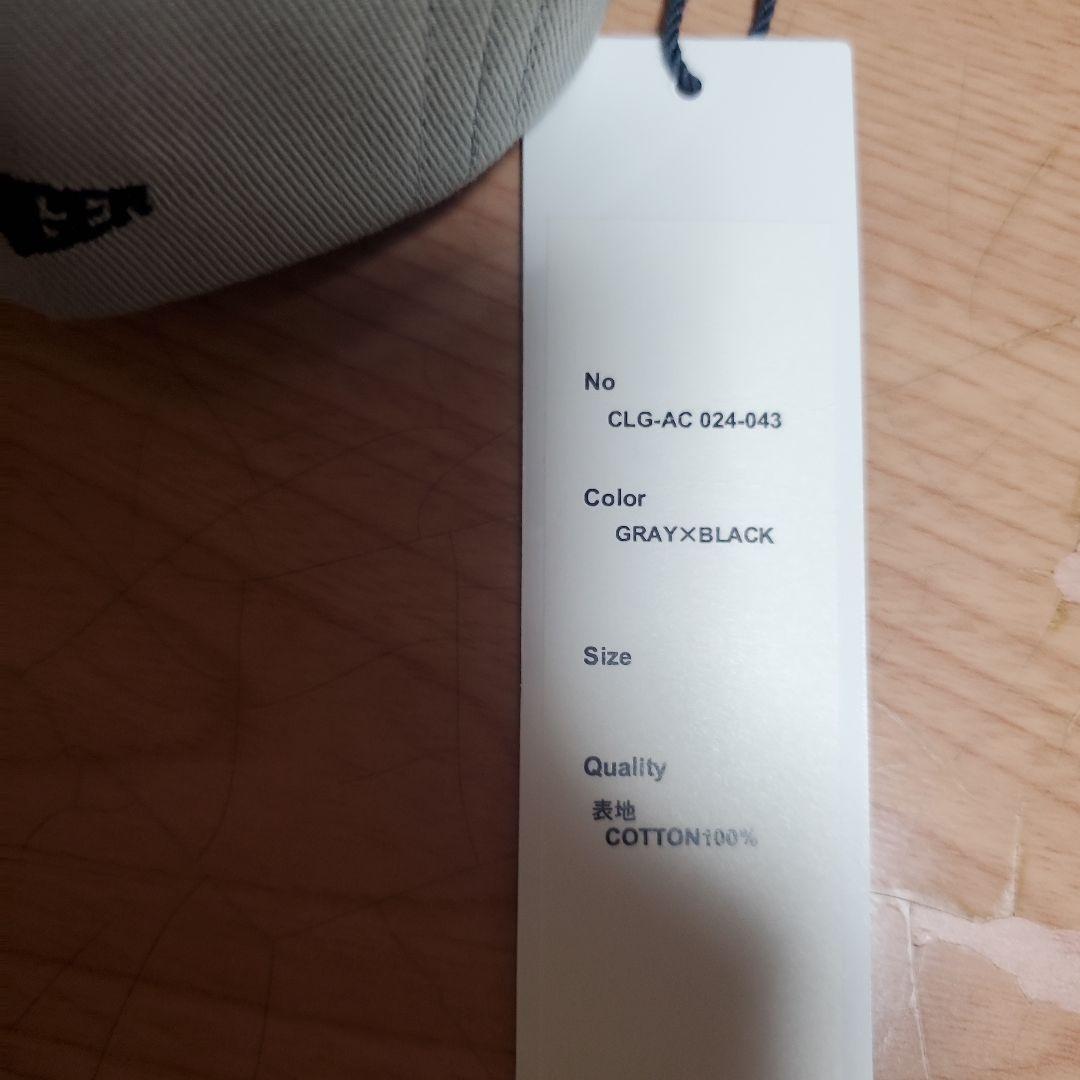 No
CLG-AC 024-043
Color
GRAY×BLACK
Size
Quality
表地
COTTON100%